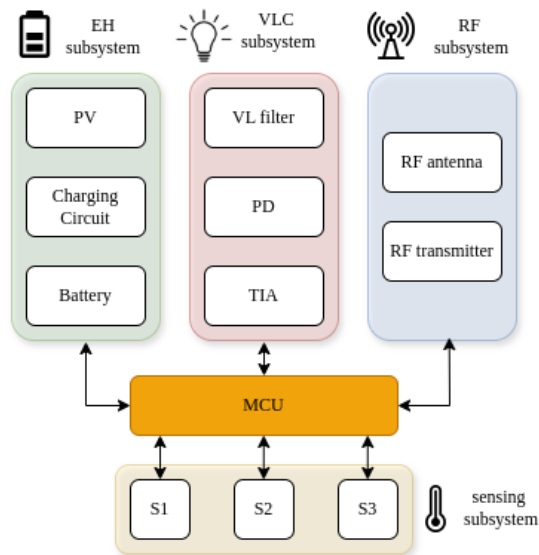 EH
subsystem
VLC
subsystem
RF
subsystem
PV
Charging
Circuit
Battery
VL filter
PD
TIA
RF antenna
RF transmitter
MCU
S1
S2
S3
sensing
subsystem